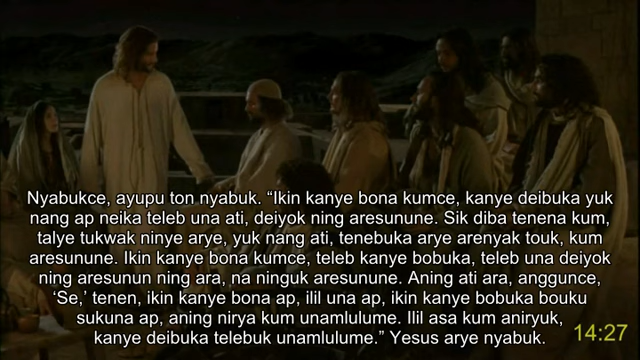 Nyabukce, ayupu ton nyabuk. “Ikin kanye bona kumce, kanye deibuka yuk
nang ap neika teleb una ati, deiyok ning aresunune. Sik diba tenena kum,
talye tukwak ninye arye, yuk nang ati, tenebuka arye arenyak touk, kum
aresunune. Ikin kanye bona kumce, teleb kanye bobuka, teleb una deiyok
ning aresunun ning ara, na ninguk aresunune. Aning ati ara, anggunce,
‘Se,’ tenen, ikin kanye bona ap, ilil una ap, ikin kanye bobuka bouku
sukuna ap, aning nirya kum unamlulume. Ilil asa kum aniryuk,
kanye deibuka telebuk unamlulume.” Yesus arye nyabuk.
14:27